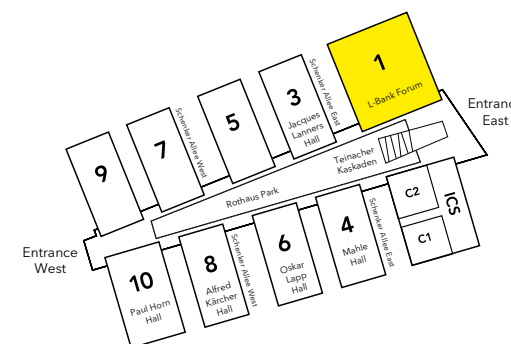 1
L-Bank Forum
3
Jacques
Lanners
Hall
Schenker Allee East
5
7
Schenker Allee West
9
Entrance
East
Teinacher
Kaskaden
Rothaus Park
Entrance
West
10
Paul Horn
Hall
8
Alfred
Kärcher
Hall
Schenker Allee West
6
Oskar
Lapp
Hall
4
Mahle
Hall
Schenker Allee East
C2
C1
ICS